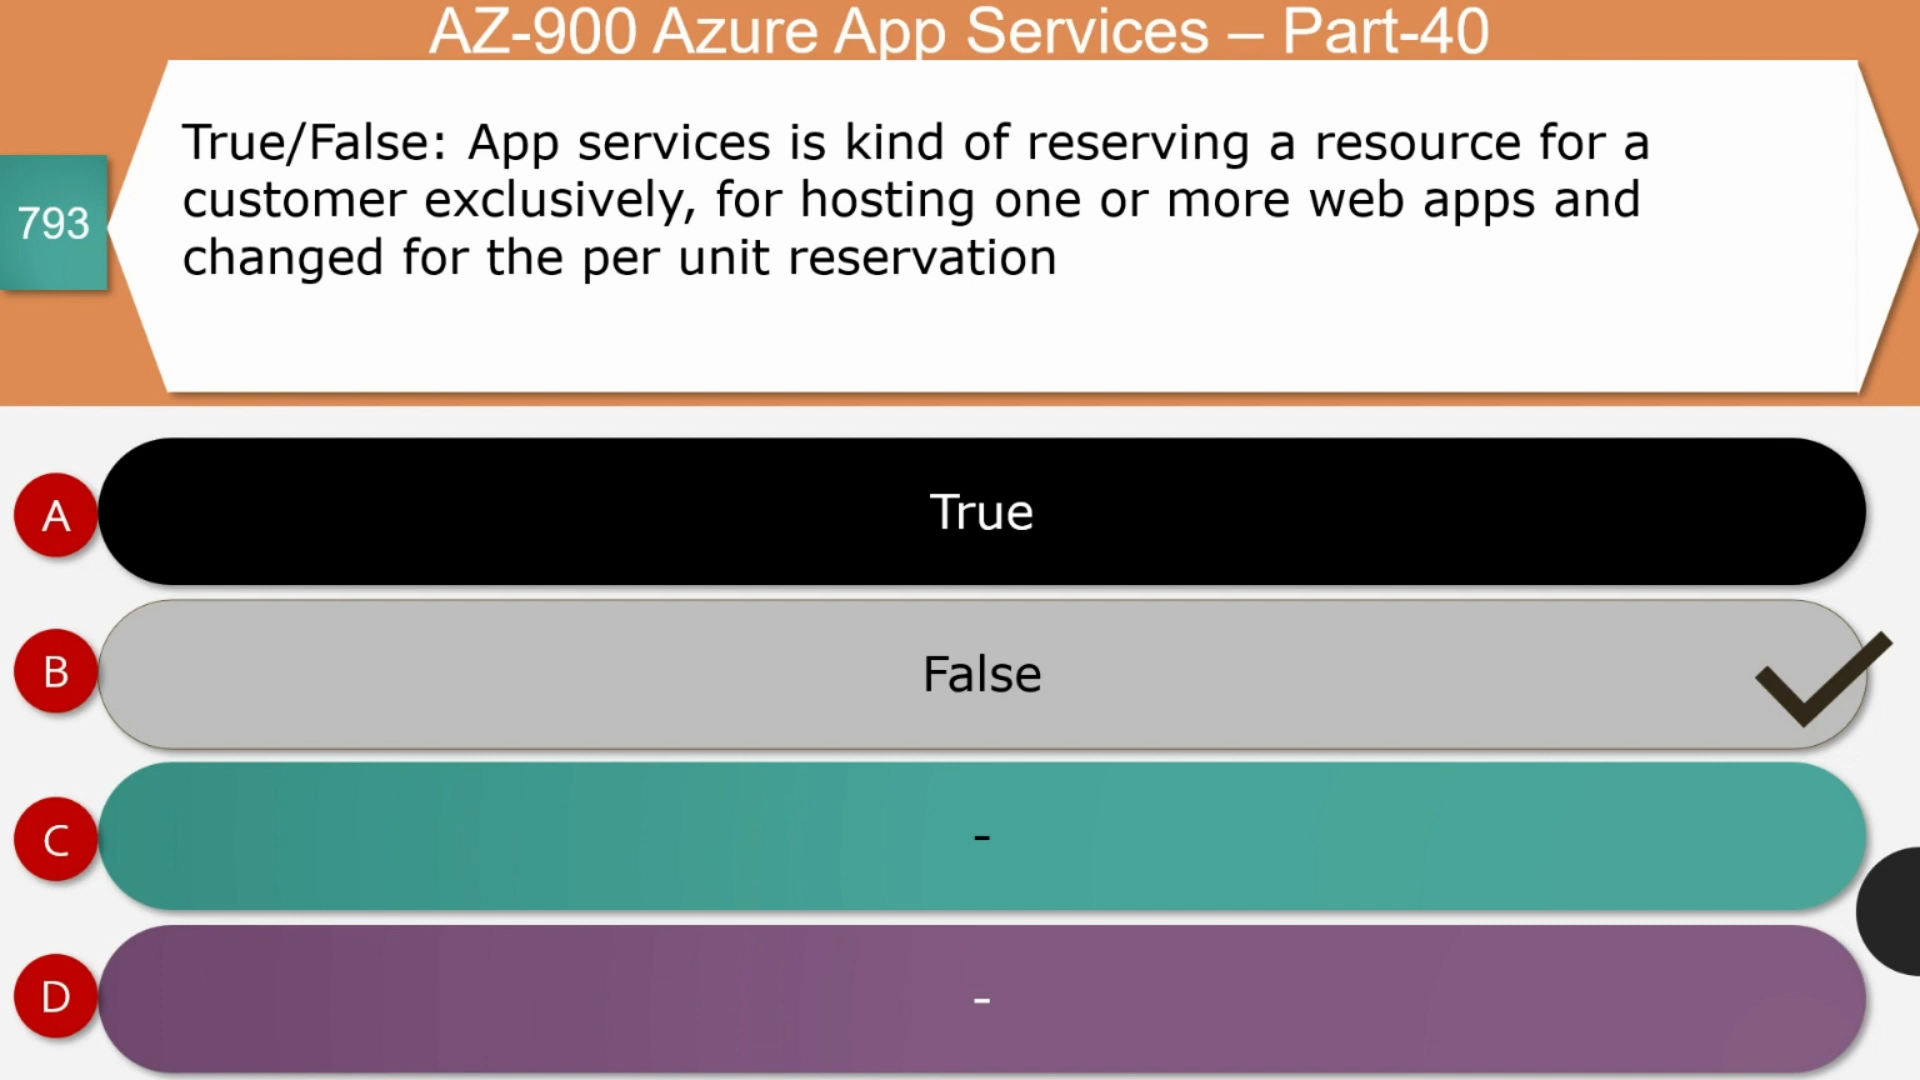 AZ-900 Azure App Services – Part-40
793
True/False: App services is kind of reserving a resource for a
customer exclusively, for hosting one or more web apps and
changed for the per unit reservation
A
True
B
False
C
-
D
-